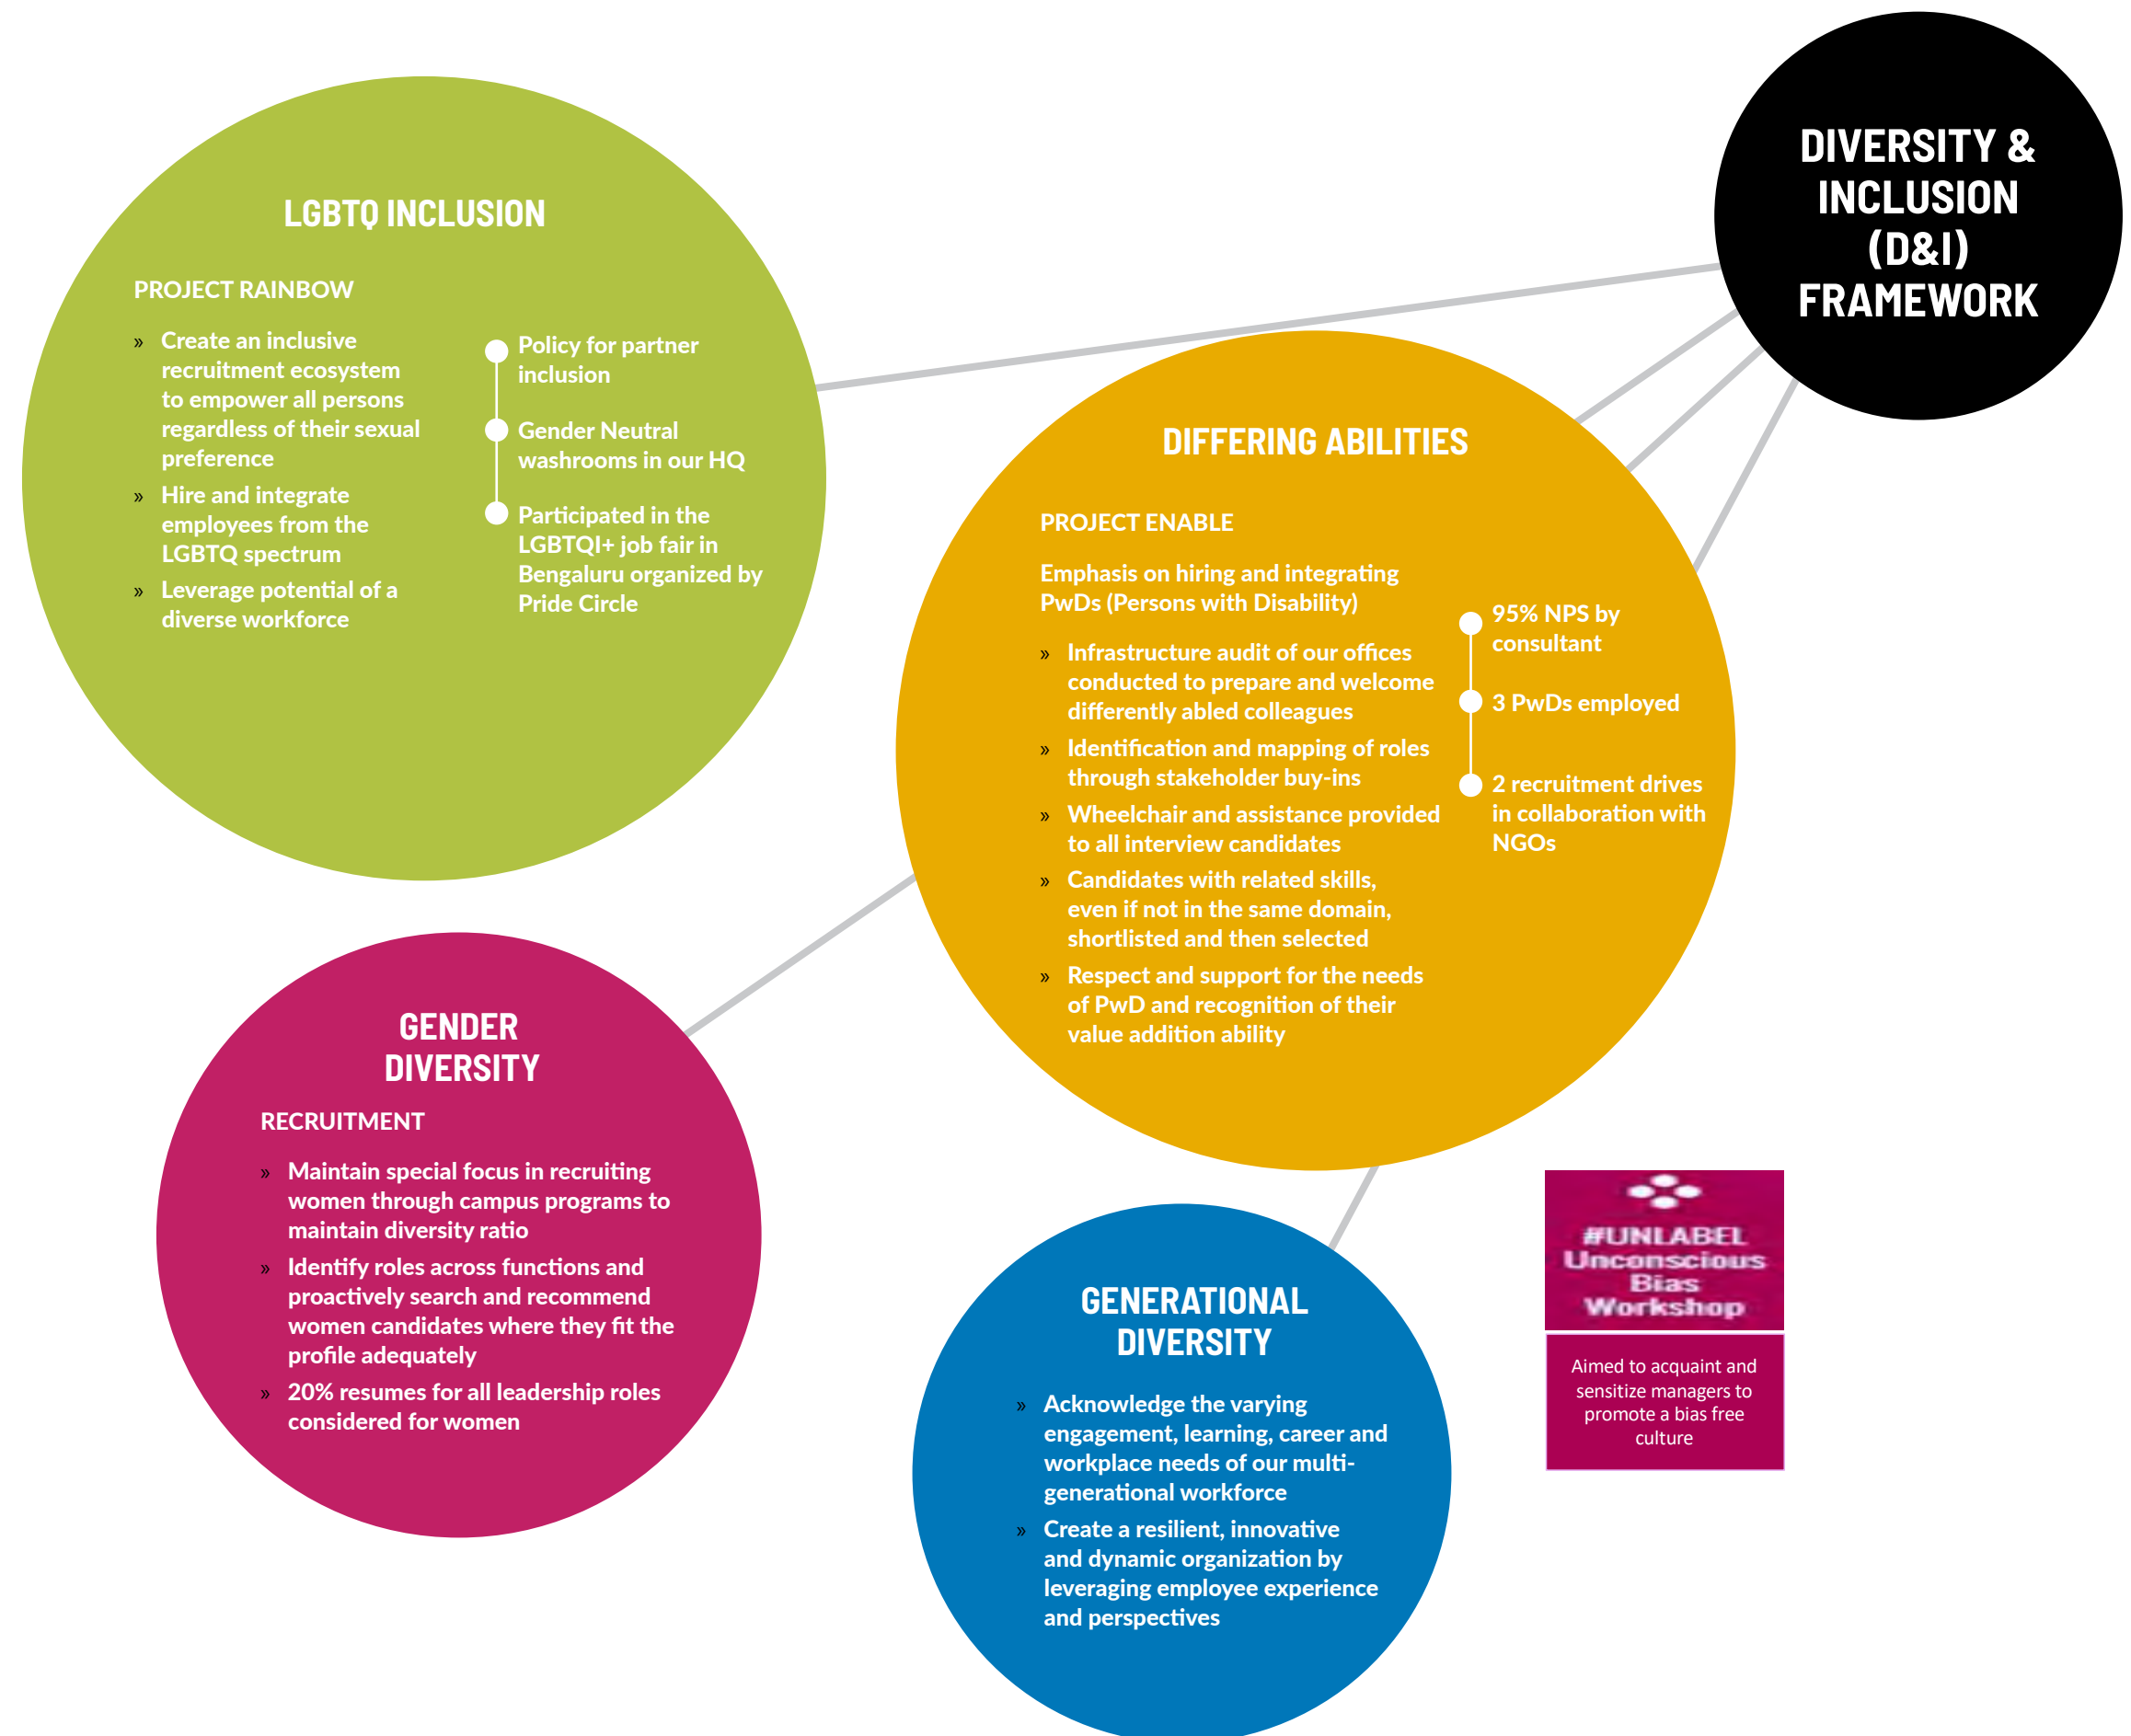 DIVERSITY &
INCLUSION
(D&I)
FRAMEWORK
LGBTQ INCLUSION
PROJECT RAINBOW
» Create an inclusive
recruitment ecosystem
to empower all persons
regardless of their sexual
preference
» Hire and integrate
employees from the
LGBTQ spectrum
» Leverage potential of a
diverse workforce
Policy for partner
inclusion
Gender Neutral
washrooms in our HQ
Participated in the
LGBTQI+ job fair in
Bengaluru organized by
Pride Circle
DIFFERING ABILITIES
PROJECT ENABLE
Emphasis on hiring and integrating
PwDs (Persons with Disability)
» Infrastructure audit of our offices
conducted to prepare and welcome
differently abled colleagues
» Identification and mapping of roles
through stakeholder buy-ins
» Wheelchair and assistance provided
to all interview candidates
» Candidates with related skills,
even if not in the same domain,
shortlisted and then selected
» Respect and support for the needs
of PwD and recognition of their
value addition ability
95% NPS by
consultant
3 PwDs employed
2 recruitment drives
in collaboration with
NGOs
GENDER
DIVERSITY
RECRUITMENT
» Maintain special focus in recruiting
women through campus programs to
maintain diversity ratio
» Identify roles across functions and
proactively search and recommend
women candidates where they fit the
profile adequately
» 20% resumes for all leadership roles
considered for women
GENERATIONAL
DIVERSITY
» Acknowledge the varying
engagement, learning, career and
workplace needs of our multi-
generational workforce
» Create a resilient, innovative
and dynamic organization by
leveraging employee experience
and perspectives
#UNLABEL
Unconscious
Bias
Workshop
Aimed to acquaint and
sensitize managers to
promote a bias free
culture